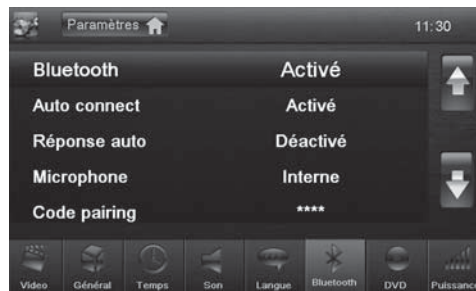 Paramètres 11:30
Bluetooth Activé
Auto connect Activé
Réponse auto Déactivé
Microphone Interne
Code pairing ****
Video Général Temps Son Langue Bluetooth DVD Puissanc